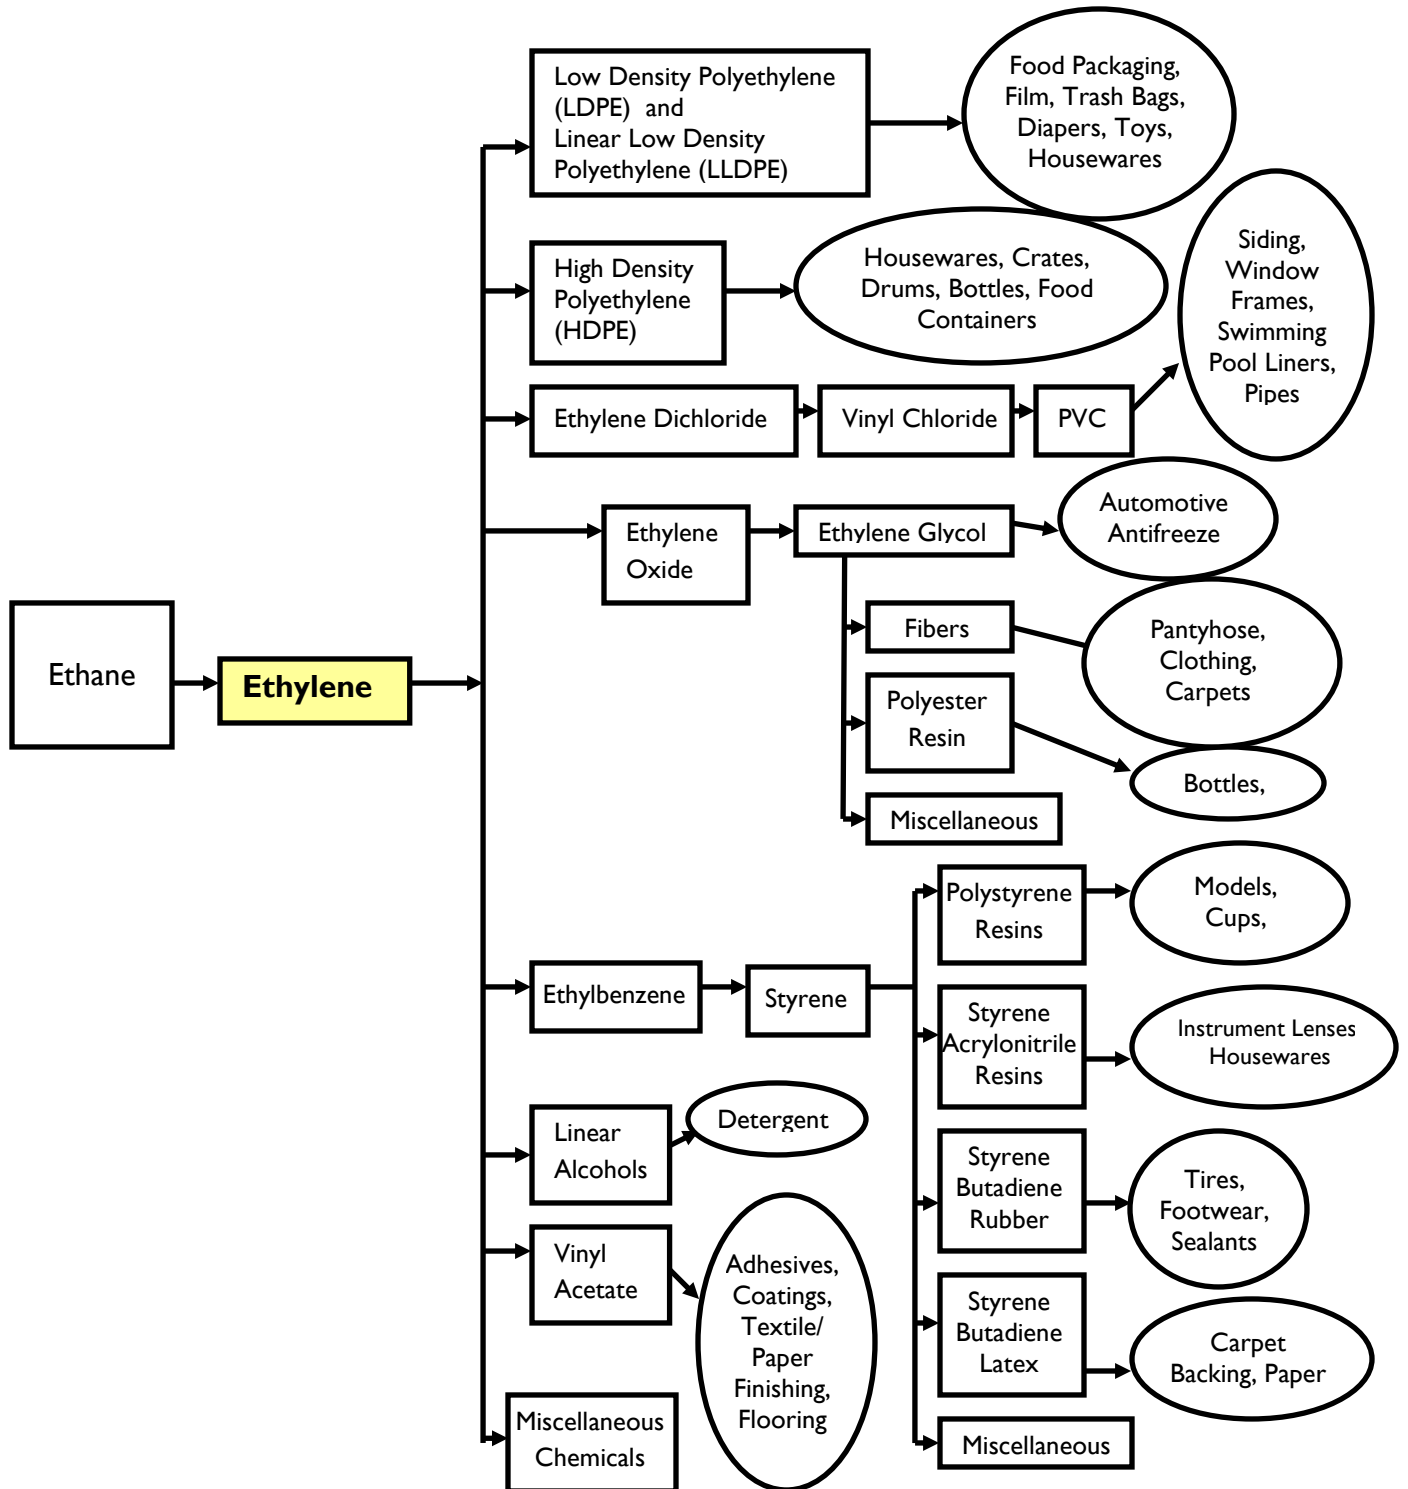 Low Density Polyethylene
(LDPE) and
Linear Low Density
Polyethylene (LLDPE)
Food Packaging,
Film, Trash Bags,
Diapers, Toys,
Housewares
High Density
Polyethylene
(HDPE)
Housewares, Crates,
Drums, Bottles, Food
Containers
Siding,
Window
Frames,
Swimming
Pool Liners,
Pipes
Ethylene Dichloride
Vinyl Chloride
PVC
Ethylene
Oxide
Ethylene Glycol
Automotive
Antifreeze
Ethane
Ethylene
Fibers
Pantyhose,
Clothing,
Carpets
Polyester
Resin
Bottles,
Miscellaneous
Polystyrene
Resins
Models,
Cups,
Ethylbenzene
Styrene
Styrene
Acrylonitrile
Resins
Instrument Lenses
Housewares
Linear
Alcohols
Detergent
Styrene
Butadiene
Rubber
Tires,
Footwear,
Sealants
Vinyl
Acetate
Adhesives,
Coatings,
Textile/
Paper
Finishing,
Flooring
Styrene
Butadiene
Latex
Carpet
Backing, Paper
Miscellaneous
Chemicals
Miscellaneous